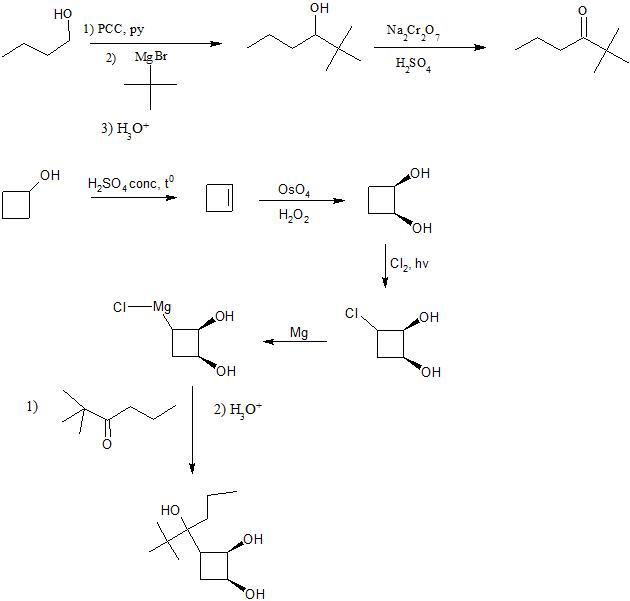 HO
OH
O
1) PCC, py
2) MgBr
3) H3O+
Na2Cr2O7
H2SO4
OH
H2SO4 conc, t0
OsO4
H2O2
OH
OH
Cl2, hv
Cl
OH
OH
Mg
Cl Mg
OH
OH
1)
O
2) H3O+
HO
OH
OH